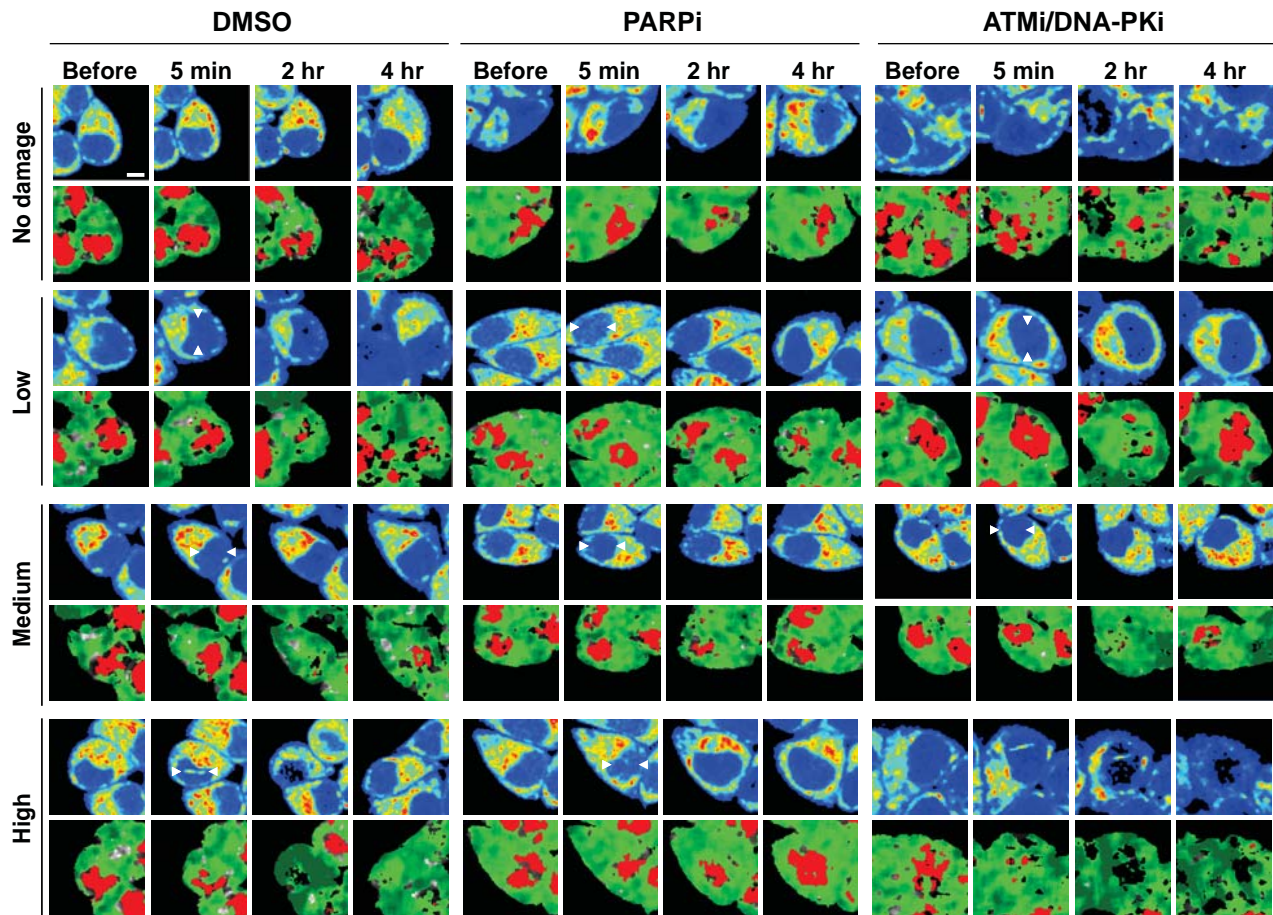 DMSO PARPi ATMi/DNA-PKi
Before 5 min 2 hr 4 hr Before 5 min 2 hr 4 hr Before 5 min 2 hr 4 hr
No damage
Low
Medium
High